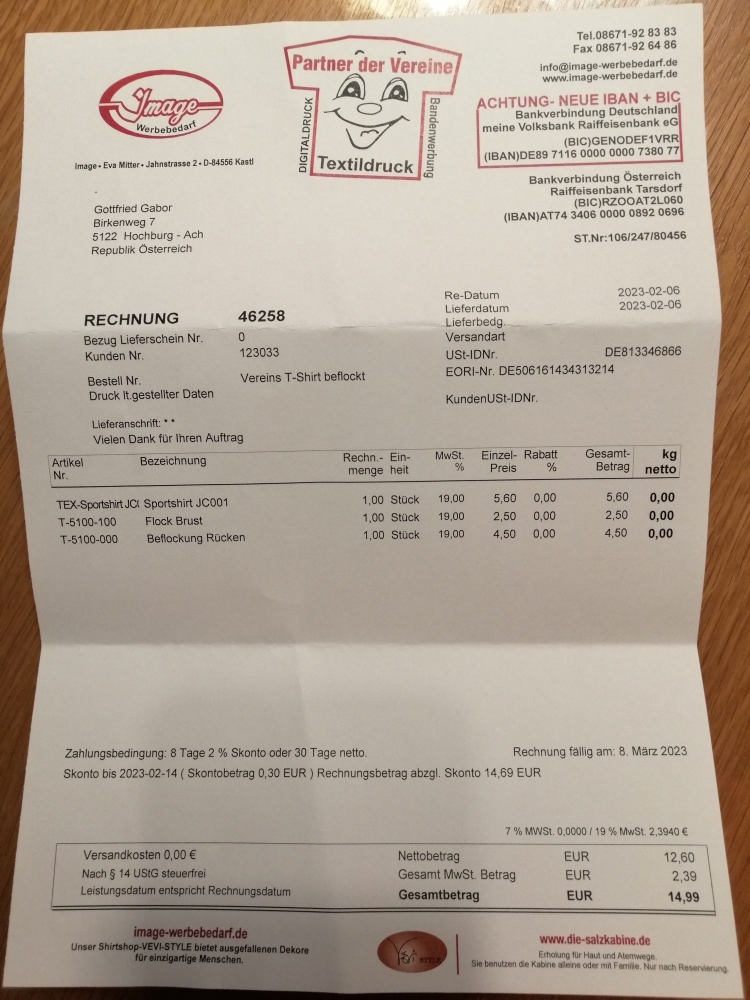 Image
Werbebedarf
Image • Eva Mitter • Jahnstrasse 2 • D-84556 Kastl
Partner der Vereine
DIGITALDRUCK
Bandenwerbung
Textildruck
Tel.08671-92 83 83
Fax 08671-92 64 86
info@image-werbebedarf.de
www.image-werbebedarf.de
ACHTUNG- NEUE IBAN + BIC
Bankverbindung Deutschland
meine Volksbank Raiffeisenbank eG
(BIC)GENODEF1VRR
(IBAN)DE89 7116 0000 0000 7380 77
Bankverbindung Österreich
Raiffeisenbank Tarsdorf
(BIC)RZOOAT2L060
(IBAN)AT74 3406 0000 0892 0696
ST.Nr:106/247/80456
Gottfried Gabor
Birkenweg 7
5122 Hochburg - Ach
Republik Österreich
RECHNUNG 46258
Bezug Lieferschein Nr. 0
Kunden Nr. 123033
Bestell Nr. Vereins T-Shirt beflockt
Druck lt.gestellter Daten
Re-Datum 2023-02-06
Lieferdatum 2023-02-06
Lieferbedg.
Versandart
USt-IDNr. DE813346866
EORI-Nr. DE506161434313214
KundenUSt-IDNr.
Lieferanschrift: * *
Vielen Dank für Ihren Auftrag
Artikel Nr. Bezeichnung Rechn.-menge Ein-heit MwSt. % Einzel-Preis Rabatt % Gesamt-Betrag kg netto
TEX-Sportshirt JC( Sportshirt JC001 1,00 Stück 19,00 5,60 0,00 5,60 0,00
T-5100-100 Flock Brust 1,00 Stück 19,00 2,50 0,00 2,50 0,00
T-5100-000 Beflockung Rücken 1,00 Stück 19,00 4,50 0,00 4,50 0,00
Zahlungsbedingung: 8 Tage 2 % Skonto oder 30 Tage netto. Rechnung fällig am: 8. März 2023
Skonto bis 2023-02-14 ( Skontobetrag 0,30 EUR ) Rechnungsbetrag abzgl. Skonto 14,69 EUR
7 % MWSt. 0,0000 / 19 % MwSt. 2,3940 €
Versandkosten 0,00 € Nettobetrag EUR 12,60
Nach § 14 UStG steuerfrei Gesamt MwSt. Betrag EUR 2,39
Leistungsdatum entspricht Rechnungsdatum Gesamtbetrag EUR 14,99
image-werbebedarf.de
Unser Shirtshop-VEVI-STYLE bietet ausgefallenen Dekore
für einzigartige Menschen.
STYLE
www.die-salzkabine.de
Erholung für Haut und Atemwege.
Sie benutzen die Kabine alleine oder mit Familie. Nur nach Reservierung.